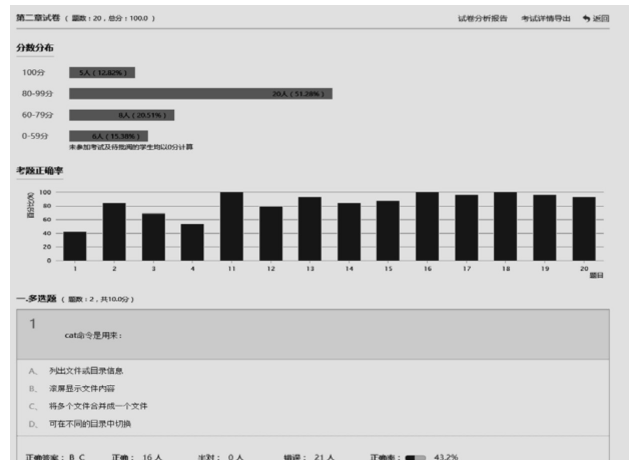 第二章试卷 （ 题数：20，总分：100.0 ） 试卷分析报告 考试详情导出 返回
分数分布
100分 5人（12.82%）
80-99分 20人（51.28%）
60-79分 8人（20.51%）
0-59分 6人（15.38%）
未参加考试及待批阅的学生均以0分计算
考题正确率
百分比(%)
100
80
60
40
20
0
1 2 3 4 11 12 13 14 15 16 17 18 19 20
题目
一.多选题 （ 题数：2，共10.0分）
1
cat命令是用来：
A、 列出文件或目录信息
B、 滚屏显示文件内容
C、 将多个文件合并成一个文件
D、 可在不同的目录中切换
正确答案：B C 正确：16 人 半对：0 人 错误：21 人 正确率： 43.2%